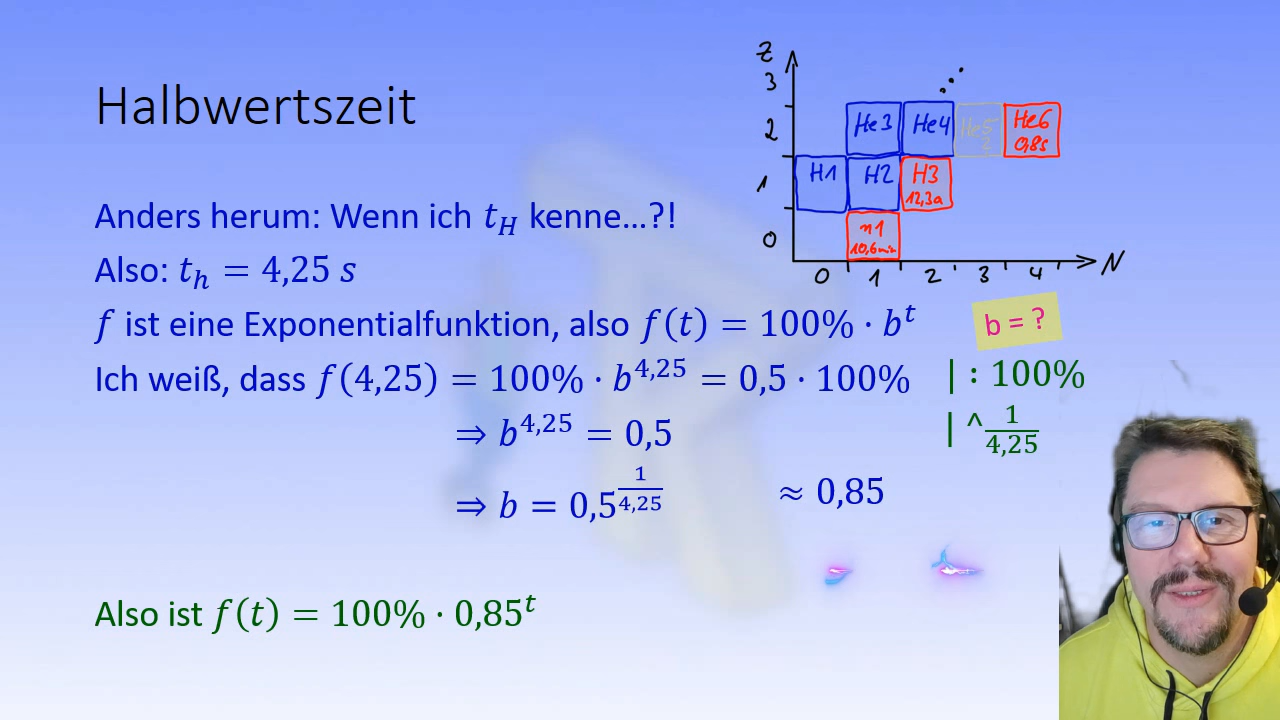 Halbwertszeit
Anders herum: Wenn ich t_H kenne...?!
Also: t_h = 4,25 s
f ist eine Exponentialfunktion, also f(t) = 100% · b^t
b = ?
Ich weiß, dass f(4,25) = 100% · b^4,25 = 0,5 · 100% | : 100%
⇒ b^4,25 = 0,5 | ^ 1/4,25
⇒ b = 0,5^(1/4,25) ≈ 0,85
Also ist f(t) = 100% · 0,85^t
Z
3
2 He3 He4 He5 He6
0,8s
1 H1 H2 H3
12,3a
0 n1
10,6min
0 1 2 3 4 N